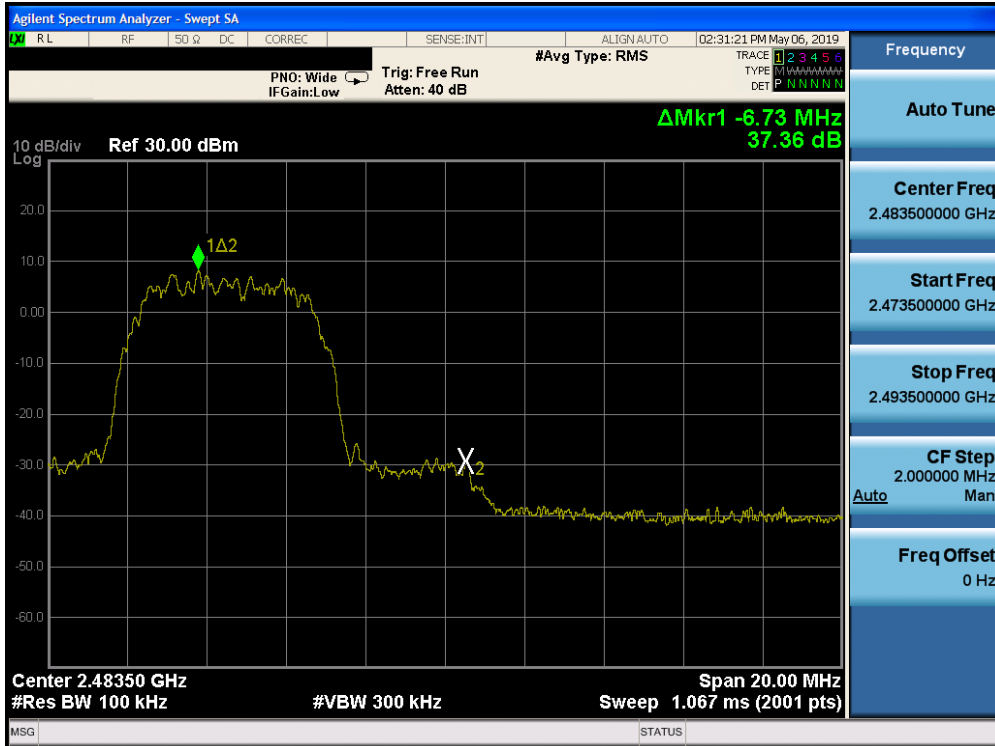 Agilent Spectrum Analyzer - Swept SA
LXI RL RF 50 Ω DC CORREC SENSE:INT ALIGN AUTO 02:31:21 PM May 06, 2019
Frequency
#Avg Type: RMS
TRACE 1 2 3 4 5 6
PNO: Wide Trig: Free Run
TYPE M WWWWW
IFGain:Low Atten: 40 dB
DET P N N N N N
Auto Tune
ΔMkr1 -6.73 MHz
37.36 dB
10 dB/div Ref 30.00 dBm
Log
20.0
10.0
0.00
-10.0
-20.0
-30.0
-40.0
-50.0
-60.0
1Δ2
X2
Center Freq
2.483500000 GHz
Start Freq
2.473500000 GHz
Stop Freq
2.493500000 GHz
CF Step
2.000000 MHz
Auto Man
Freq Offset
0 Hz
Center 2.48350 GHz Span 20.00 MHz
#Res BW 100 kHz #VBW 300 kHz Sweep 1.067 ms (2001 pts)
MSG STATUS